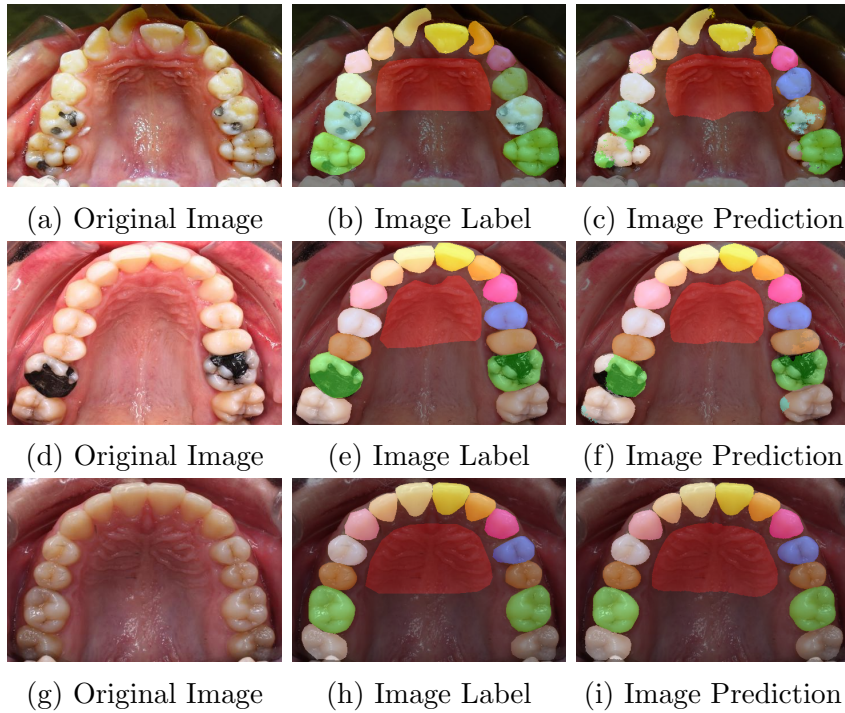 (a) Original Image
(b) Image Label
(c) Image Prediction
(d) Original Image
(e) Image Label
(f) Image Prediction
(g) Original Image
(h) Image Label
(i) Image Prediction